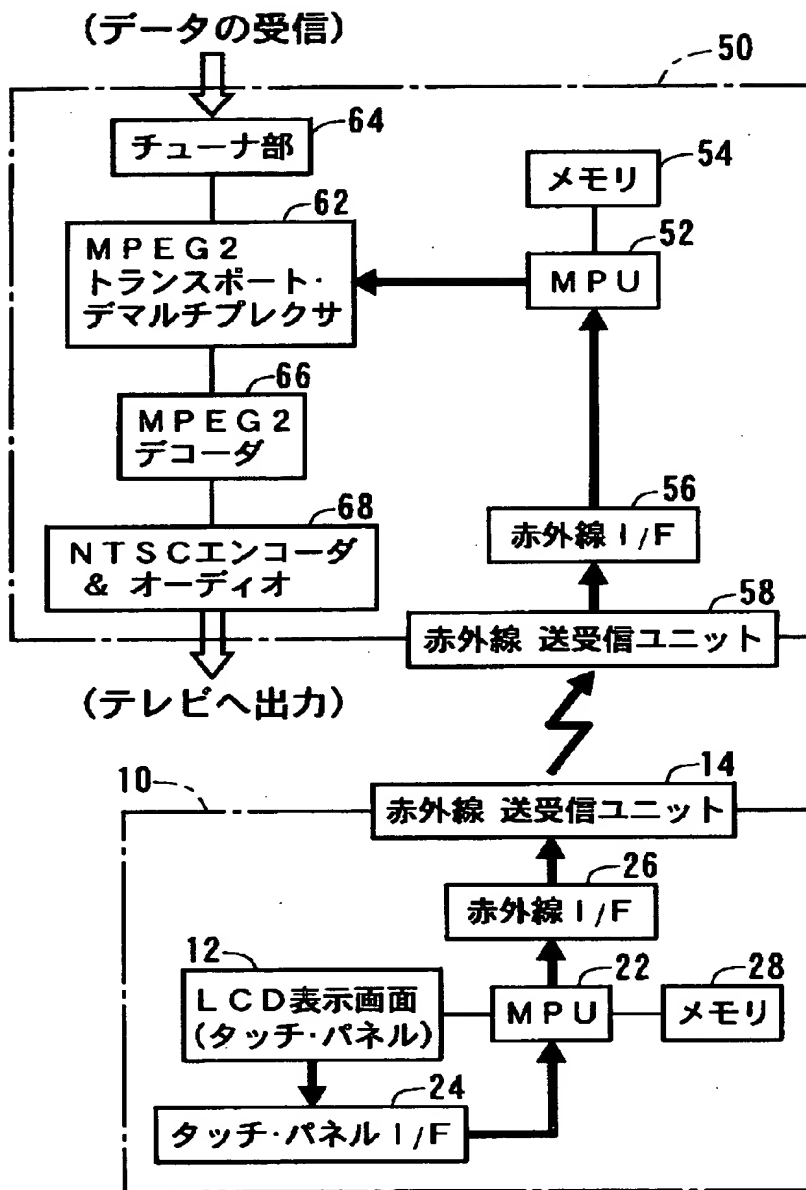 (データの受信)
50
64
チューナ部
54
メモリ
62
52
MPEG2
トランスポート・
デマルチプレクサ
MPU
66
MPEG2
デコーダ
56
赤外線 I/F
68
NTSCエンコーダ
& オーディオ
58
赤外線 送受信ユニット
(テレビへ出力)
10
14
赤外線 送受信ユニット
26
赤外線 I/F
12
22
28
LCD表示画面
(タッチ・パネル)
MPU
メモリ
24
タッチ・パネル I/F